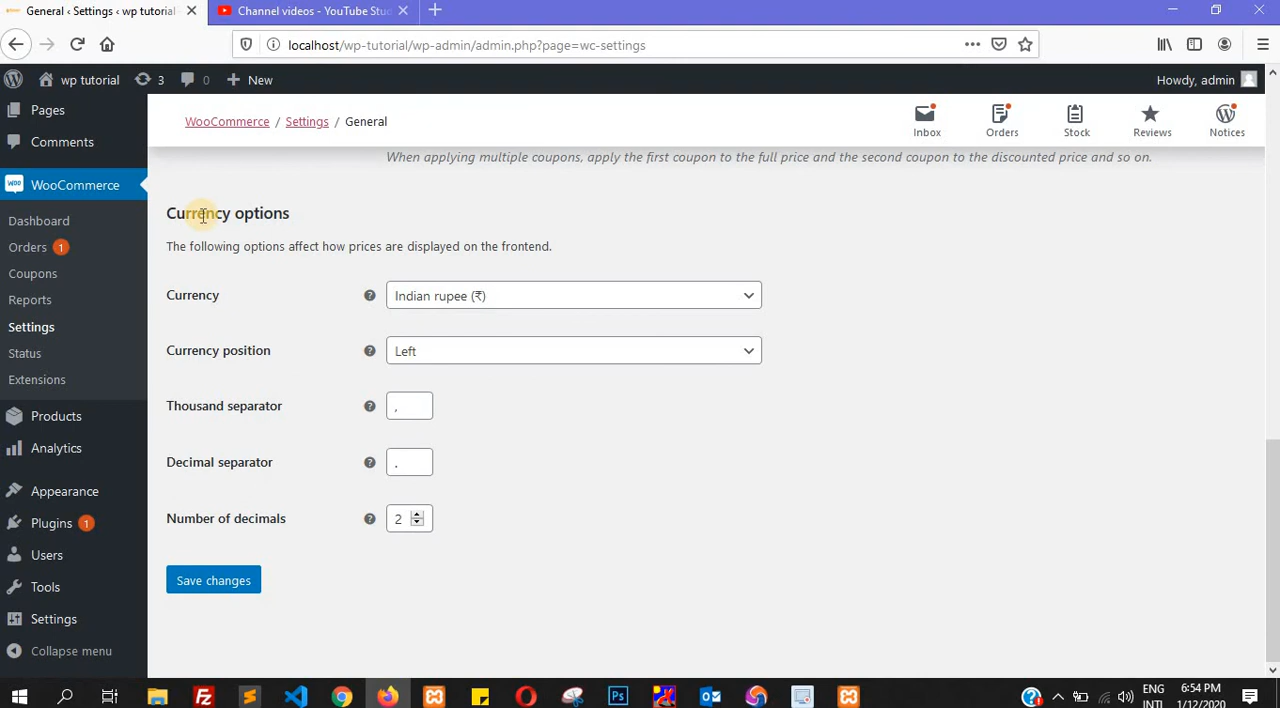 General ‹ Settings ‹ wp tutorial
Channel videos - YouTube Stu
localhost/wp-tutorial/wp-admin/admin.php?page=wc-settings
wp tutorial
3
0
New
Howdy, admin
Pages
Comments
WooCommerce
Dashboard
Orders 1
Coupons
Reports
Settings
Status
Extensions
Products
Analytics
Appearance
Plugins 1
Users
Tools
Settings
Collapse menu
WooCommerce / Settings / General
Inbox
Orders
Stock
Reviews
Notices
When applying multiple coupons, apply the first coupon to the full price and the second coupon to the discounted price and so on.
Currency options
The following options affect how prices are displayed on the frontend.
Currency
Indian rupee (₹)
Currency position
Left
Thousand separator
,
Decimal separator
.
Number of decimals
2
Save changes
ENG
INTL
6:54 PM
1/12/2020